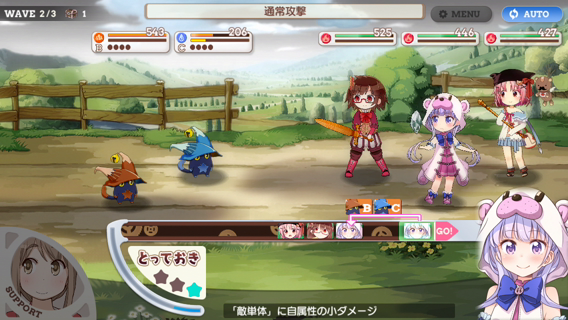 WAVE 2/3 1
通常攻撃
MENU
AUTO
543
B
206
C
525
446
427
B C
GO!
とっておき
SUPPORT
「敵単体」に自属性の小ダメージ